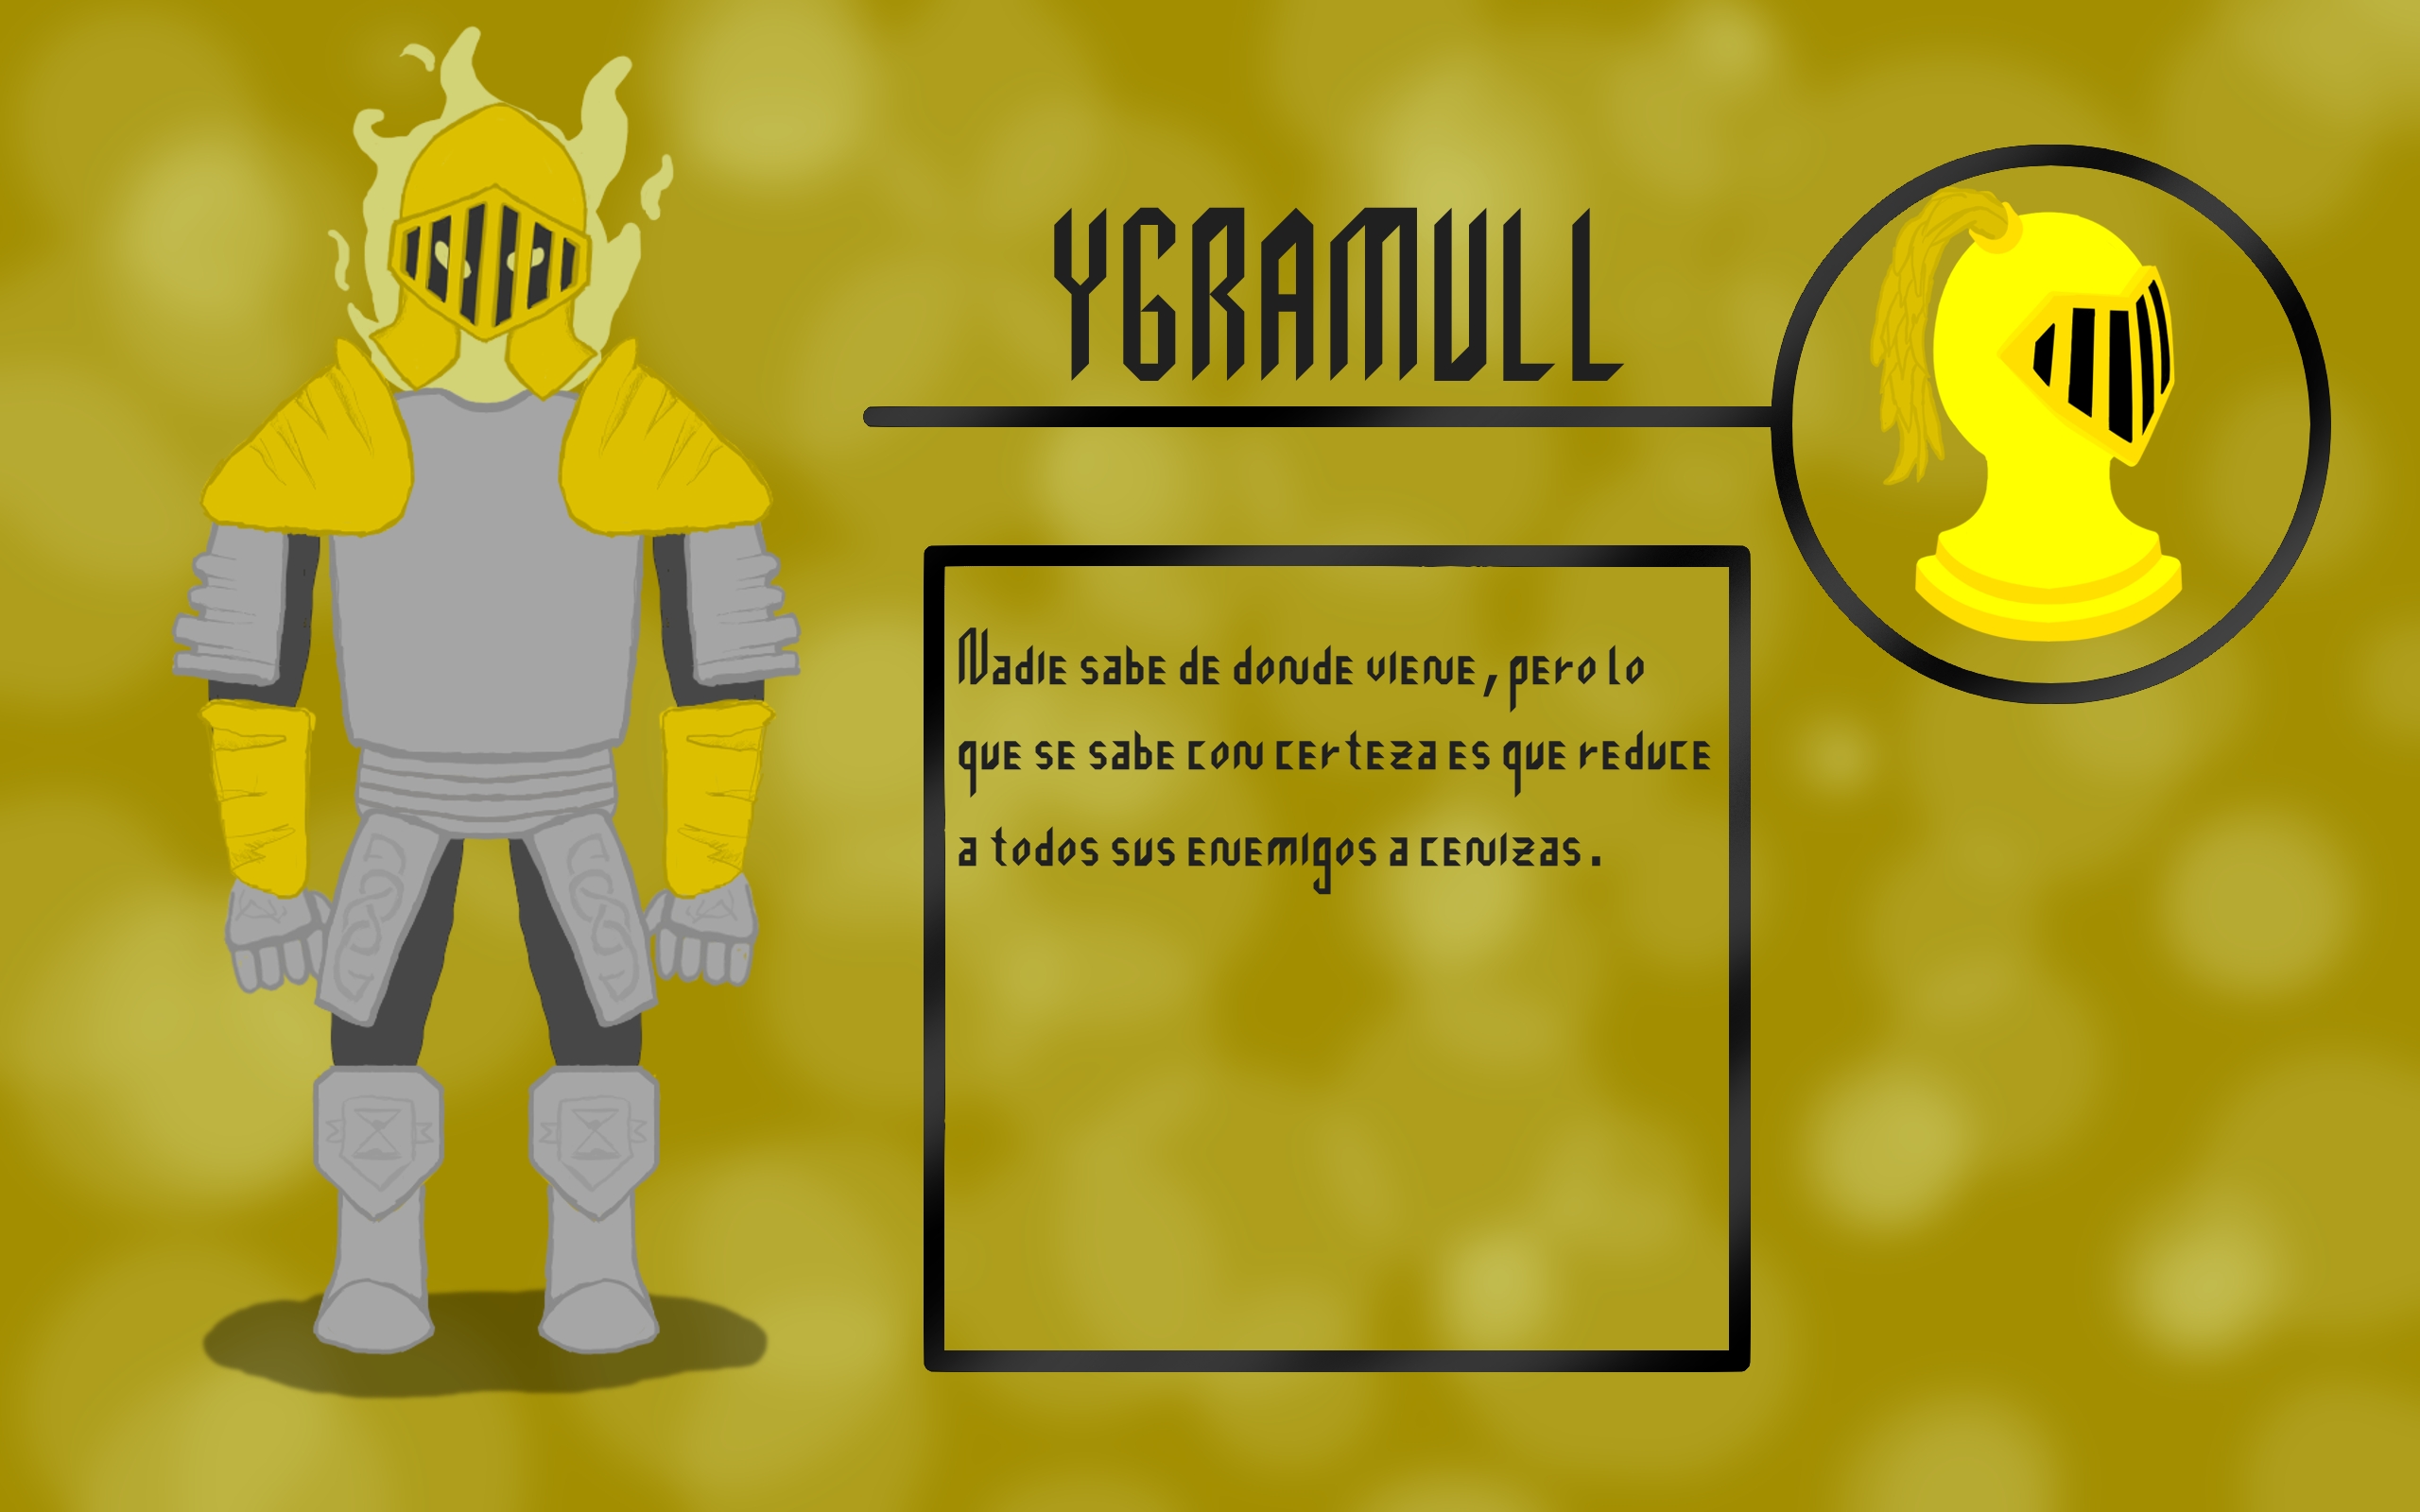 YGRAMULL
Nadie sabe de donde viene, pero lo
que se sabe con certeza es que reduce
a todos sus enemigos a cenizas.